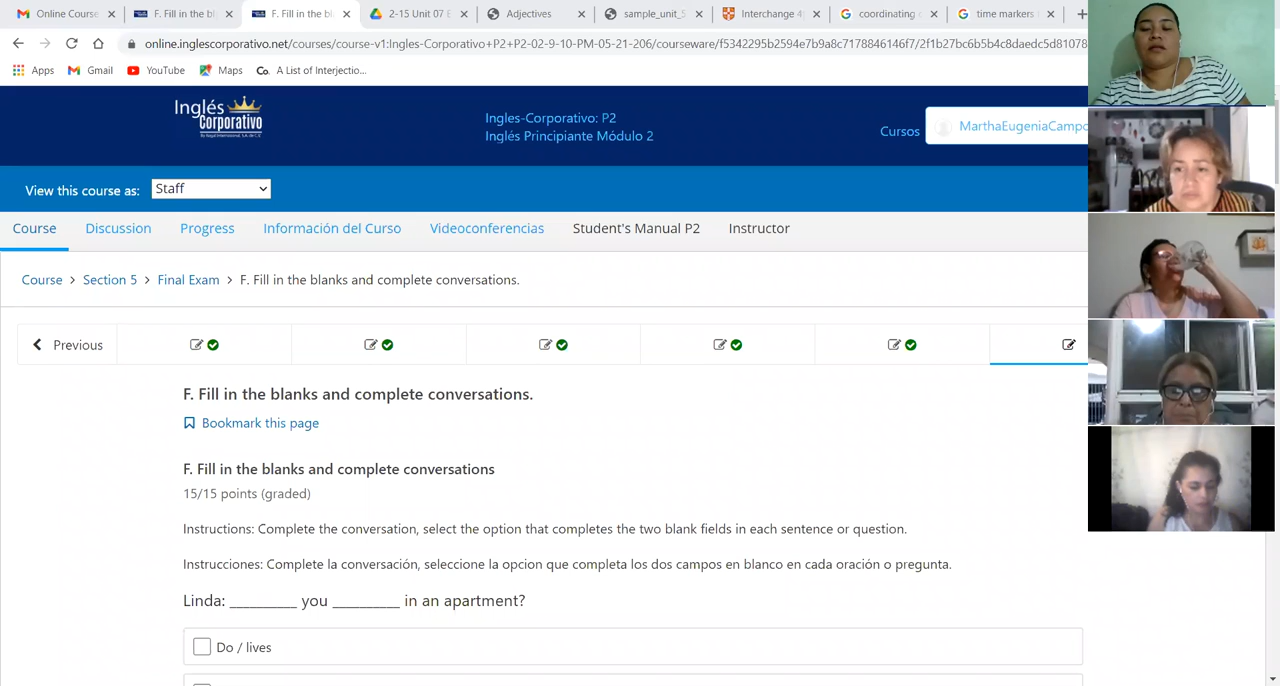 Online Course
F. Fill in the bl
F. Fill in the bl
2-15 Unit 07 E
Adjectives
sample_unit_5
Interchange 4
coordinating
time markers
online.inglescorporativo.net/courses/course-v1:Ingles-Corporativo+P2+P2-02-9-10-PM-05-21-206/courseware/f5342295b2594e7b9a8c7178846146f7/2f1b27bc6b5b4c8daedc5d81078
Apps
Gmail
YouTube
Maps
Co. A List of Interjectio...
Inglés
Corporativo
Ingles-Corporativo: P2
Inglés Principiante Módulo 2
Cursos
MarthaEugeniaCampo
View this course as:
Staff
Course
Discussion
Progress
Información del Curso
Videoconferencias
Student's Manual P2
Instructor
Course > Section 5 > Final Exam > F. Fill in the blanks and complete conversations.
Previous
F. Fill in the blanks and complete conversations.
Bookmark this page
F. Fill in the blanks and complete conversations
15/15 points (graded)
Instructions: Complete the conversation, select the option that completes the two blank fields in each sentence or question.
Instrucciones: Complete la conversación, seleccione la opcion que completa los dos campos en blanco en cada oración o pregunta.
Linda: __________ you __________ in an apartment?
Do / lives